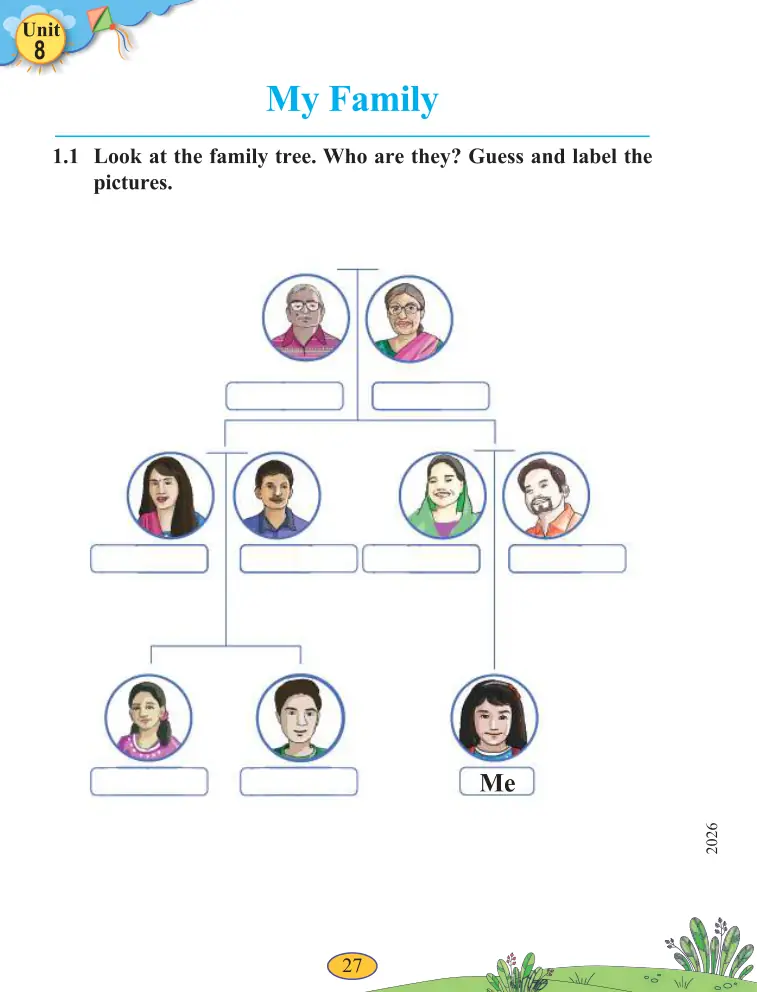 Unit
8
My Family
1.1 Look at the family tree. Who are they? Guess and label the
pictures.
Me
2026
27